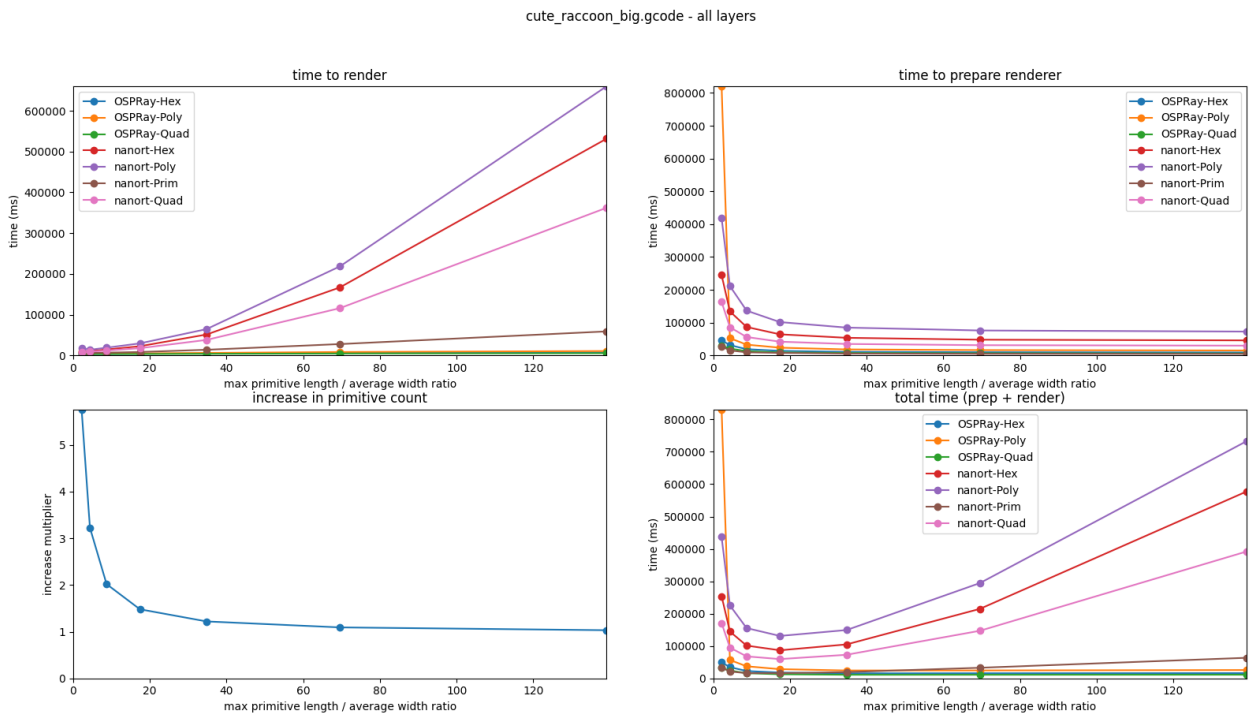 cute_raccoon_big.gcode - all layers
time to render
600000
500000
400000
300000
200000
100000
0
time (ms)
0 20 40 60 80 100 120
max primitive length / average width ratio
OSPRay-Hex
OSPRay-Poly
OSPRay-Quad
nanort-Hex
nanort-Poly
nanort-Prim
nanort-Quad
time to prepare renderer
800000
700000
600000
500000
400000
300000
200000
100000
0
time (ms)
0 20 40 60 80 100 120
max primitive length / average width ratio
OSPRay-Hex
OSPRay-Poly
OSPRay-Quad
nanort-Hex
nanort-Poly
nanort-Prim
nanort-Quad
increase in primitive count
5
4
3
2
1
0
increase multiplier
0 20 40 60 80 100 120
max primitive length / average width ratio
total time (prep + render)
800000
700000
600000
500000
400000
300000
200000
100000
0
time (ms)
0 20 40 60 80 100 120
max primitive length / average width ratio
OSPRay-Hex
OSPRay-Poly
OSPRay-Quad
nanort-Hex
nanort-Poly
nanort-Prim
nanort-Quad